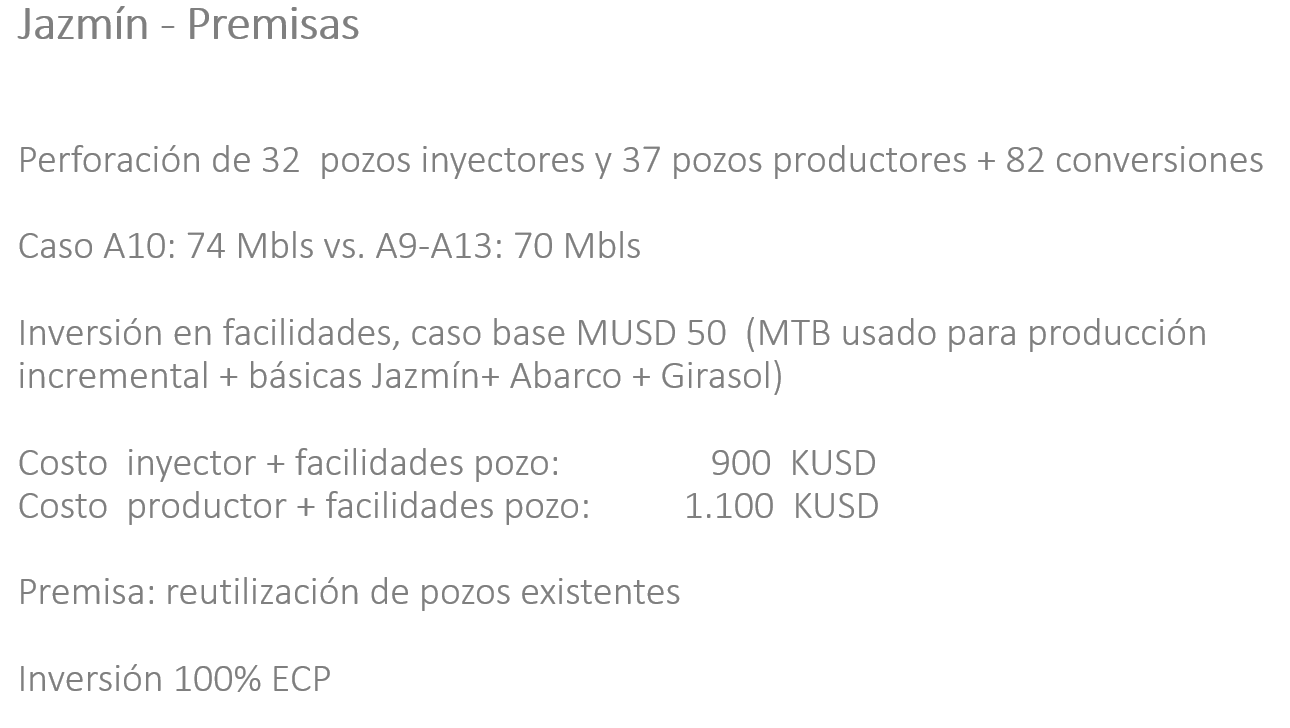 Jazmín - Premisas
Perforación de 32 pozos inyectores y 37 pozos productores + 82 conversiones
Caso A10: 74 Mbls vs. A9-A13: 70 Mbls
Inversión en facilidades, caso base MUSD 50 (MTB usado para producción
incremental + básicas Jazmín+ Abarco + Girasol)
Costo inyector + facilidades pozo: 900 KUSD
Costo productor + facilidades pozo: 1.100 KUSD
Premisa: reutilización de pozos existentes
Inversión 100% ECP